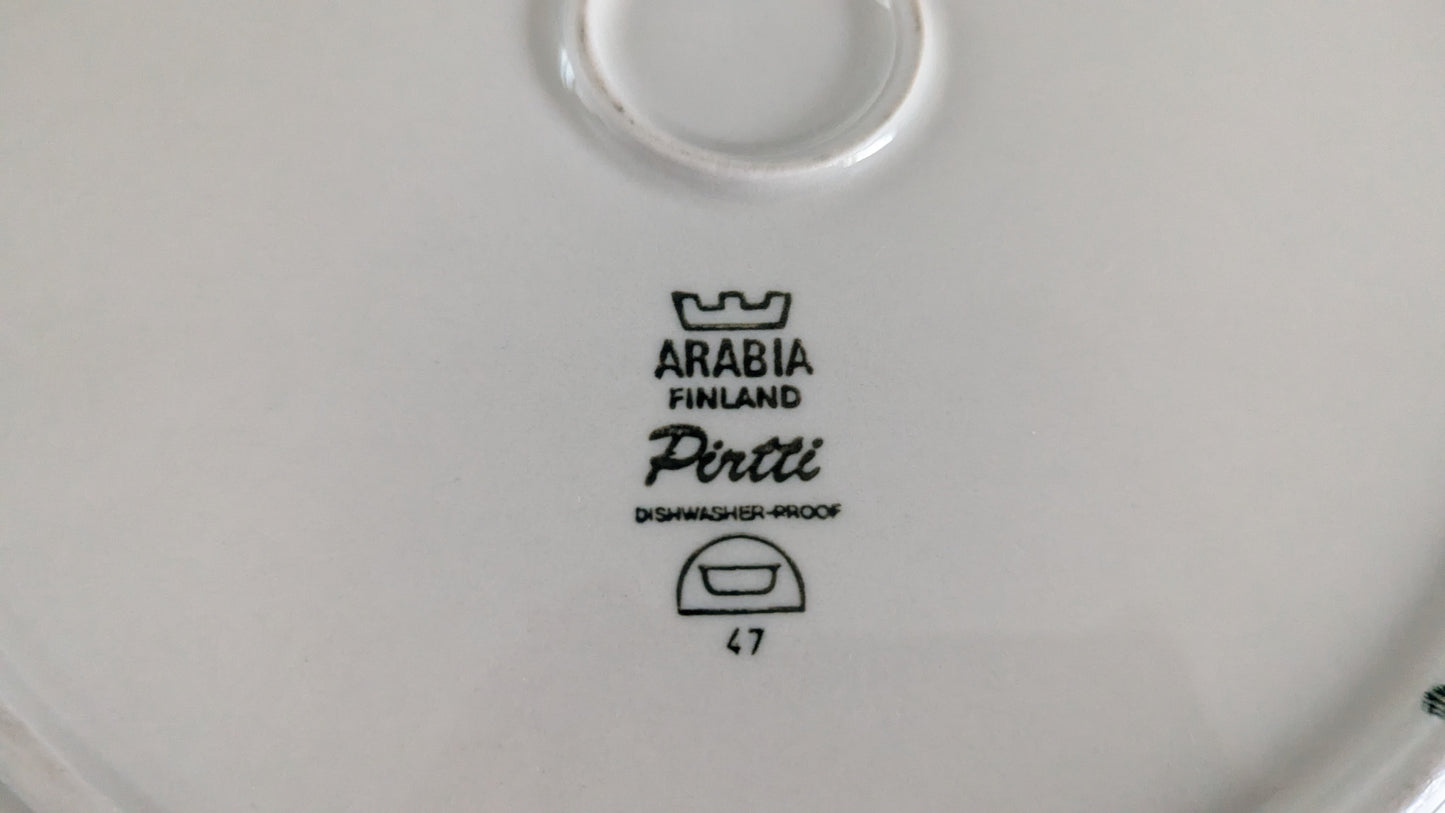 ARABIA
FINLAND
Pirtti
DISHWASHER-PROOF
47